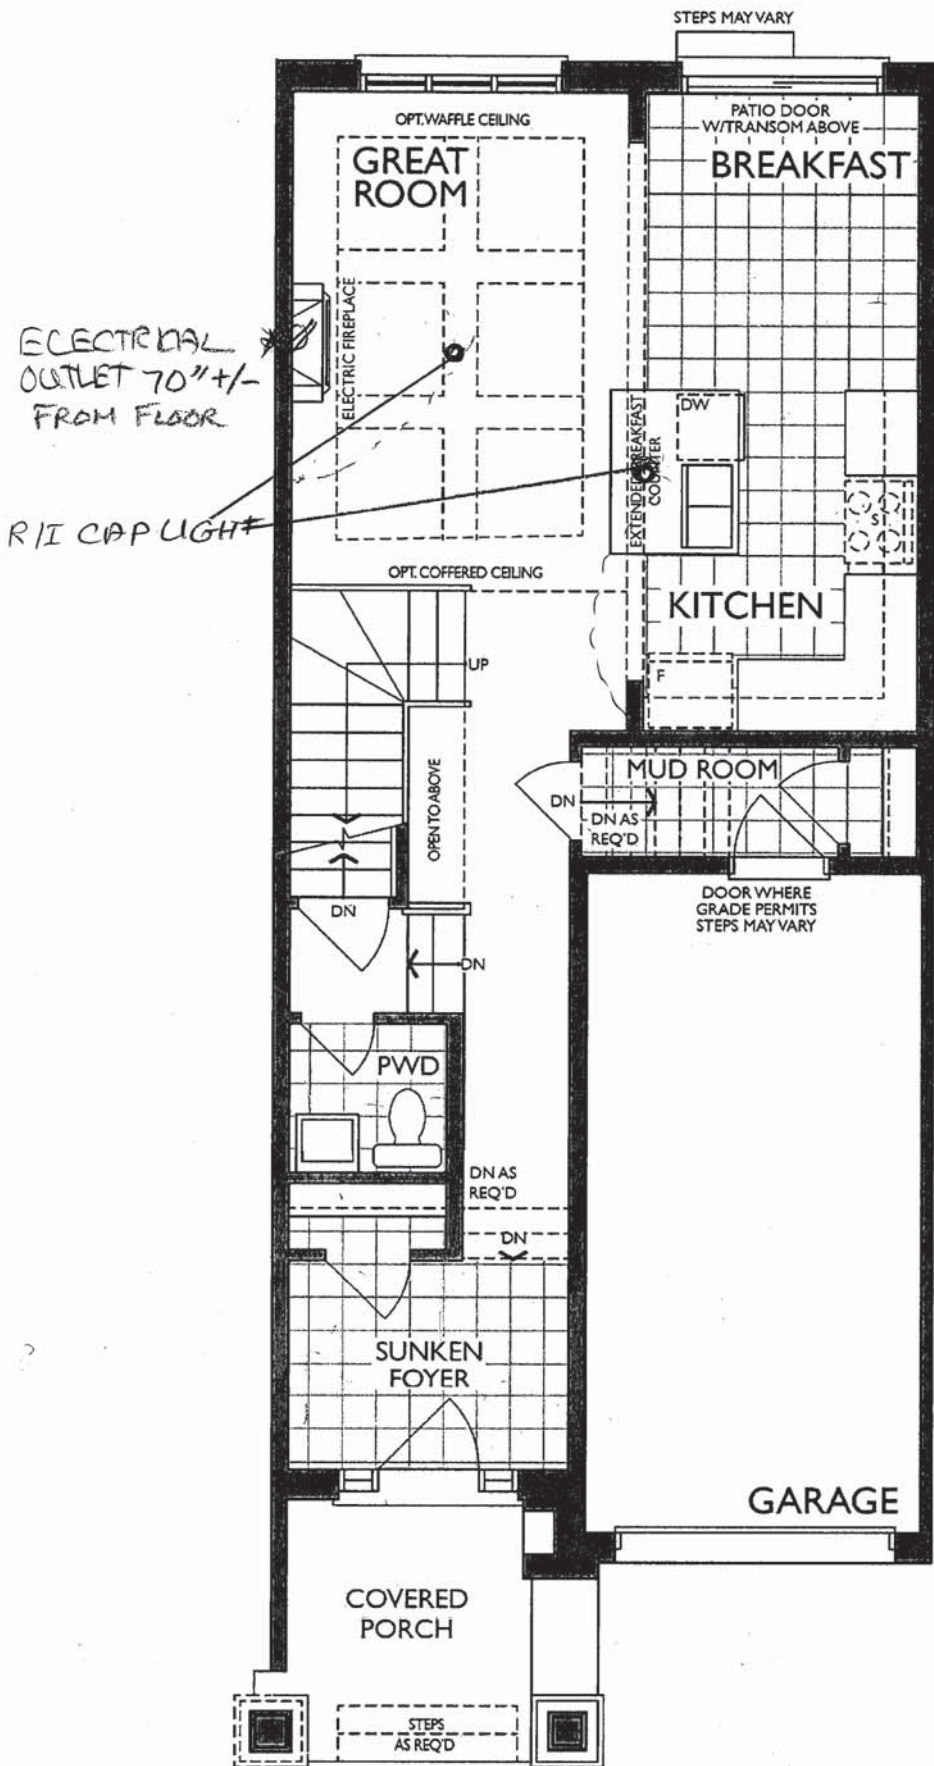 STEPS MAY VARY
PATIO DOOR
W/TRANSOM ABOVE
BREAKFAST
OPT. WAFFLE CEILING
GREAT
ROOM
ELECTRIC FIREPLACE
ELECTRICAL
OUTLET 70" +/-
FROM FLOOR
R/I CAP LIGHT
DW
EXTENDED BREAKFAST
COUNTER
S
OPT. COFFERED CEILING
KITCHEN
UP
F
OPEN TO ABOVE
MUD ROOM
DN
DN AS
REQ'D
DOOR WHERE
GRADE PERMITS
STEPS MAY VARY
DN
DN
PWD
DN AS
REQ'D
DN
SUNKEN
FOYER
GARAGE
COVERED
PORCH
STEPS
AS REQ'D